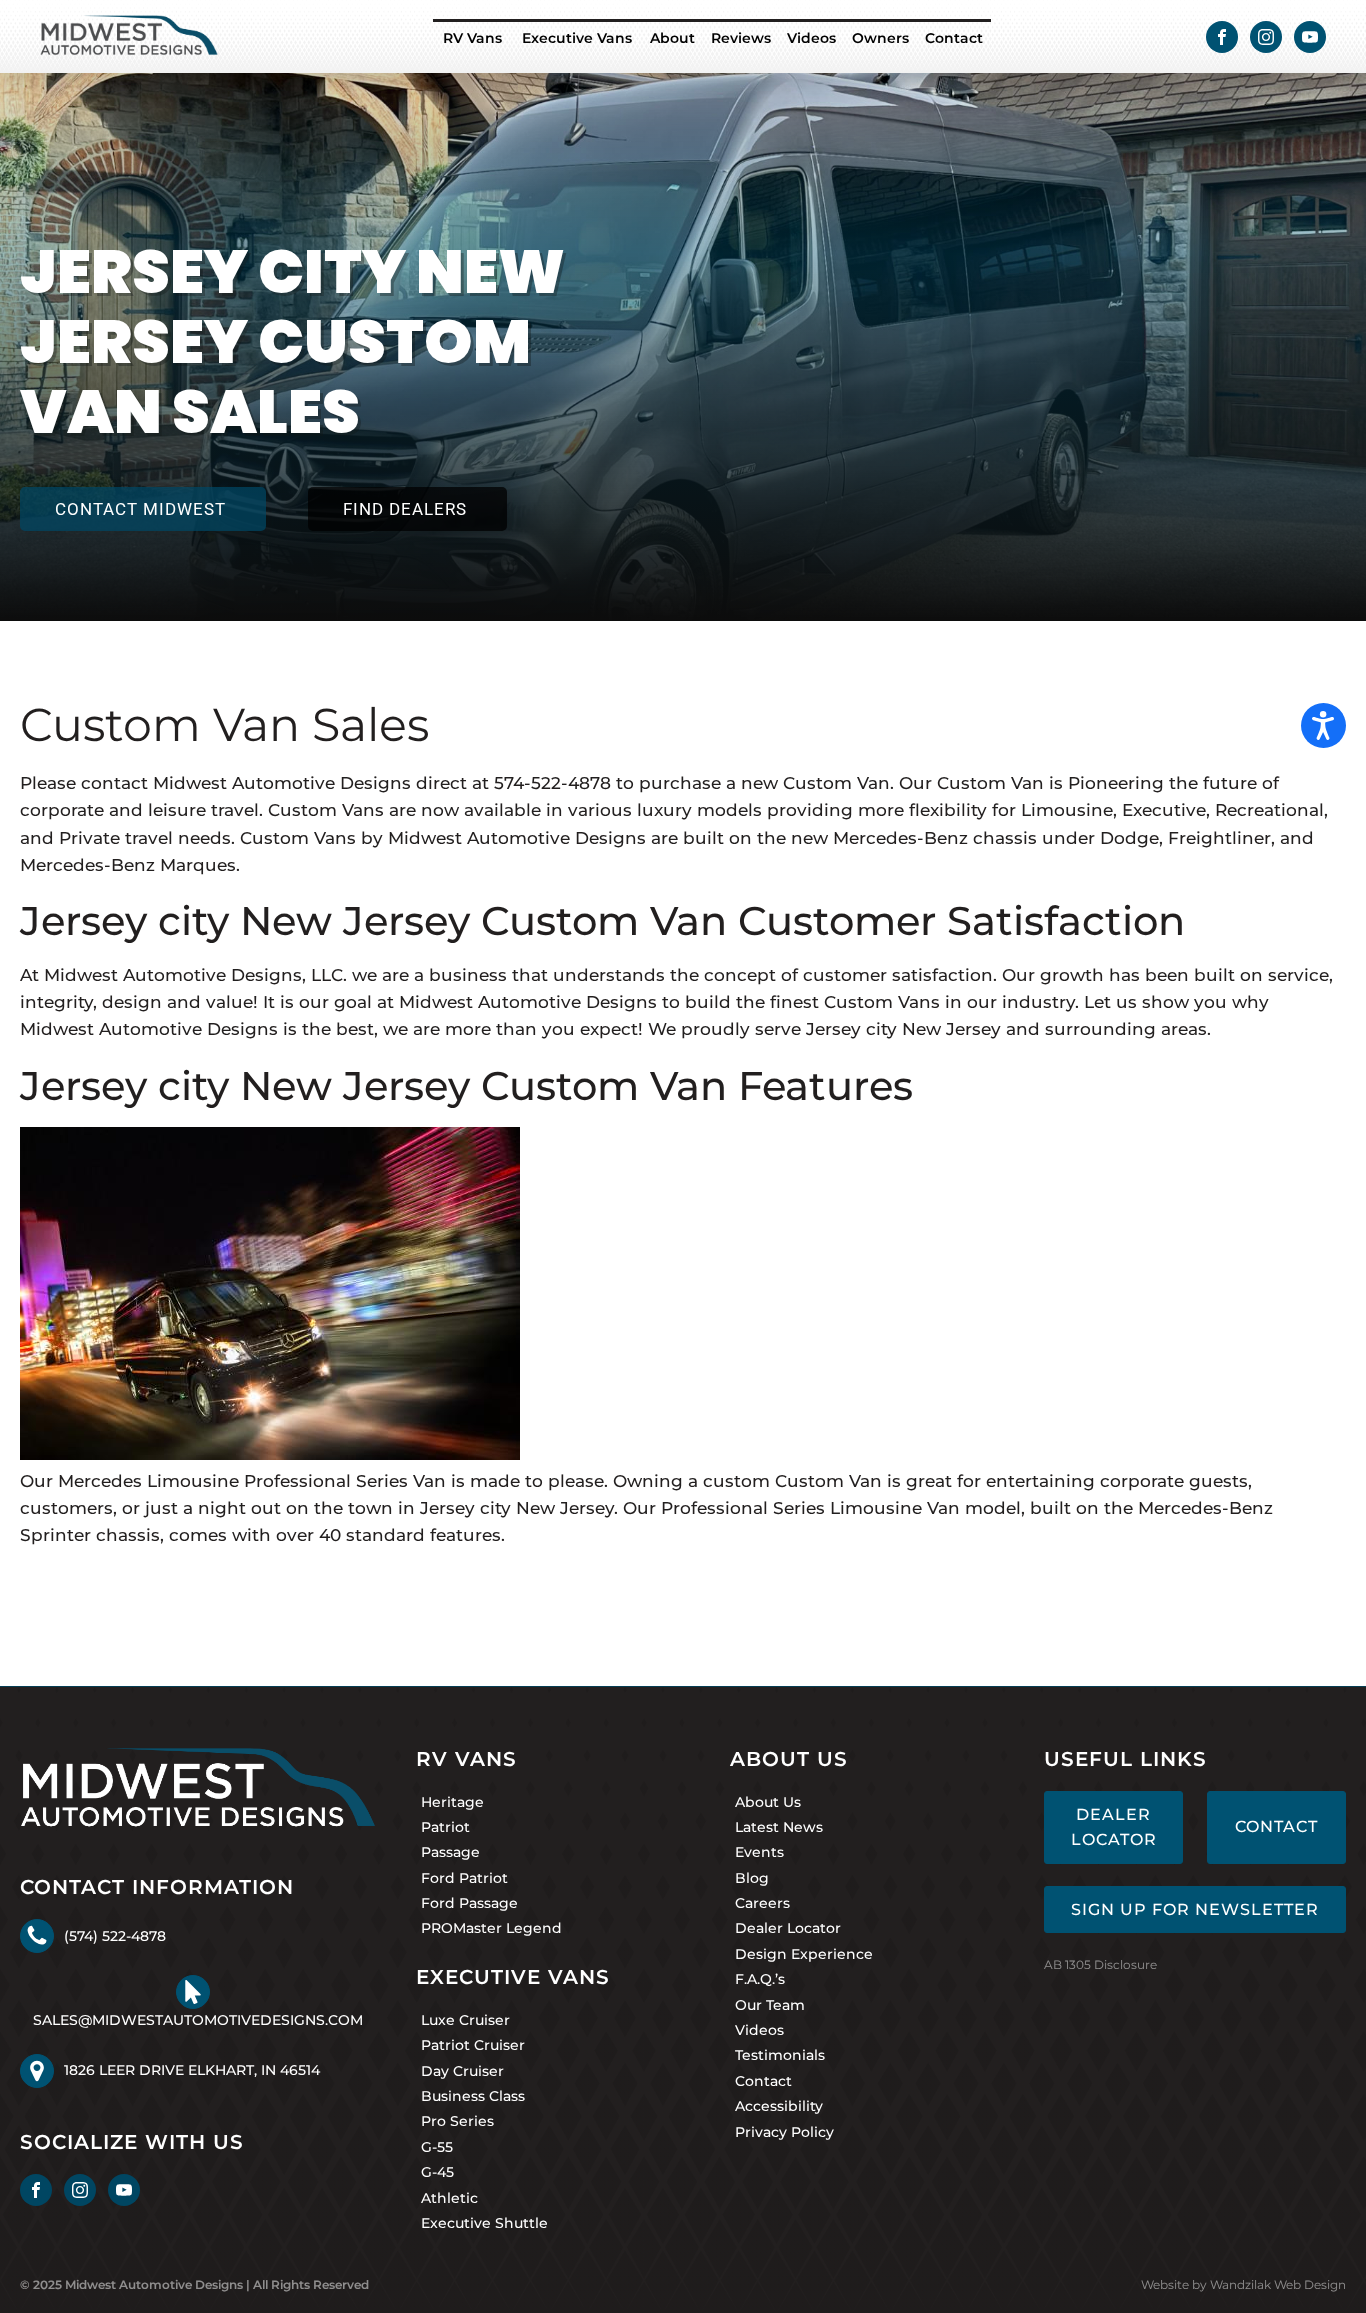 MIDWEST
AUTOMOTIVE DESIGNS
RV Vans Executive Vans About Reviews Videos Owners Contact
JERSEY CITY NEW
JERSEY CUSTOM
VAN SALES
CONTACT MIDWEST FIND DEALERS
Custom Van Sales
Please contact Midwest Automotive Designs direct at 574-522-4878 to purchase a new Custom Van. Our Custom Van is Pioneering the future of
corporate and leisure travel. Custom Vans are now available in various luxury models providing more flexibility for Limousine, Executive, Recreational,
and Private travel needs. Custom Vans by Midwest Automotive Designs are built on the new Mercedes-Benz chassis under Dodge, Freightliner, and
Mercedes-Benz Marques.
Jersey city New Jersey Custom Van Customer Satisfaction
At Midwest Automotive Designs, LLC. we are a business that understands the concept of customer satisfaction. Our growth has been built on service,
integrity, design and value! It is our goal at Midwest Automotive Designs to build the finest Custom Vans in our industry. Let us show you why
Midwest Automotive Designs is the best, we are more than you expect! We proudly serve Jersey city New Jersey and surrounding areas.
Jersey city New Jersey Custom Van Features
Our Mercedes Limousine Professional Series Van is made to please. Owning a custom Custom Van is great for entertaining corporate guests,
customers, or just a night out on the town in Jersey city New Jersey. Our Professional Series Limousine Van model, built on the Mercedes-Benz
Sprinter chassis, comes with over 40 standard features.
MIDWEST
AUTOMOTIVE DESIGNS
CONTACT INFORMATION
(574) 522-4878
SALES@MIDWESTAUTOMOTIVEDESIGNS.COM
1826 LEER DRIVE ELKHART, IN 46514
SOCIALIZE WITH US
RV VANS
Heritage
Patriot
Passage
Ford Patriot
Ford Passage
PROMaster Legend
EXECUTIVE VANS
Luxe Cruiser
Patriot Cruiser
Day Cruiser
Business Class
Pro Series
G-55
G-45
Athletic
Executive Shuttle
ABOUT US
About Us
Latest News
Events
Blog
Careers
Dealer Locator
Design Experience
F.A.Q.’s
Our Team
Videos
Testimonials
Contact
Accessibility
Privacy Policy
USEFUL LINKS
DEALER
LOCATOR
CONTACT
SIGN UP FOR NEWSLETTER
AB 1305 Disclosure
© 2025 Midwest Automotive Designs | All Rights Reserved
Website by Wandzilak Web Design